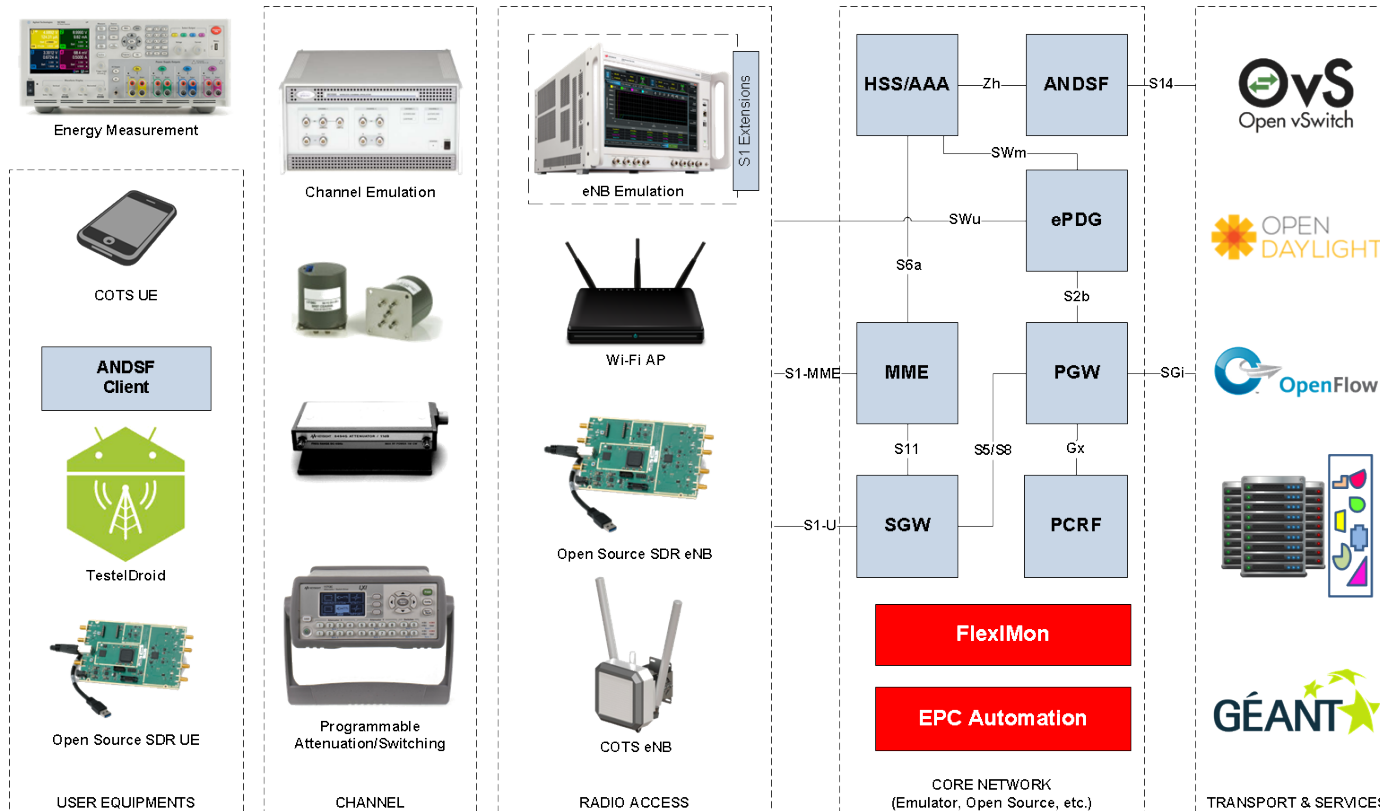 Energy Measurement
COTS UE
ANDSF
Client
TestelDroid
Open Source SDR UE
USER EQUIPMENTS
Channel Emulation
Programmable
Attenuation/Switching
CHANNEL
eNB Emulation
S1 Extensions
Wi-Fi AP
Open Source SDR eNB
COTS eNB
RADIO ACCESS
HSS/AAA
Zh
ANDSF
S14
SWm
SWu
ePDG
S6a
S2b
S1-MME
MME
PGW
SGi
S11
S5/S8
Gx
S1-U
SGW
PCRF
FlexIMon
EPC Automation
CORE NETWORK
(Emulator, Open Source, etc.)
OvS
Open vSwitch
OPEN
DAYLIGHT
OpenFlow
GÉANT
TRANSPORT & SERVICES